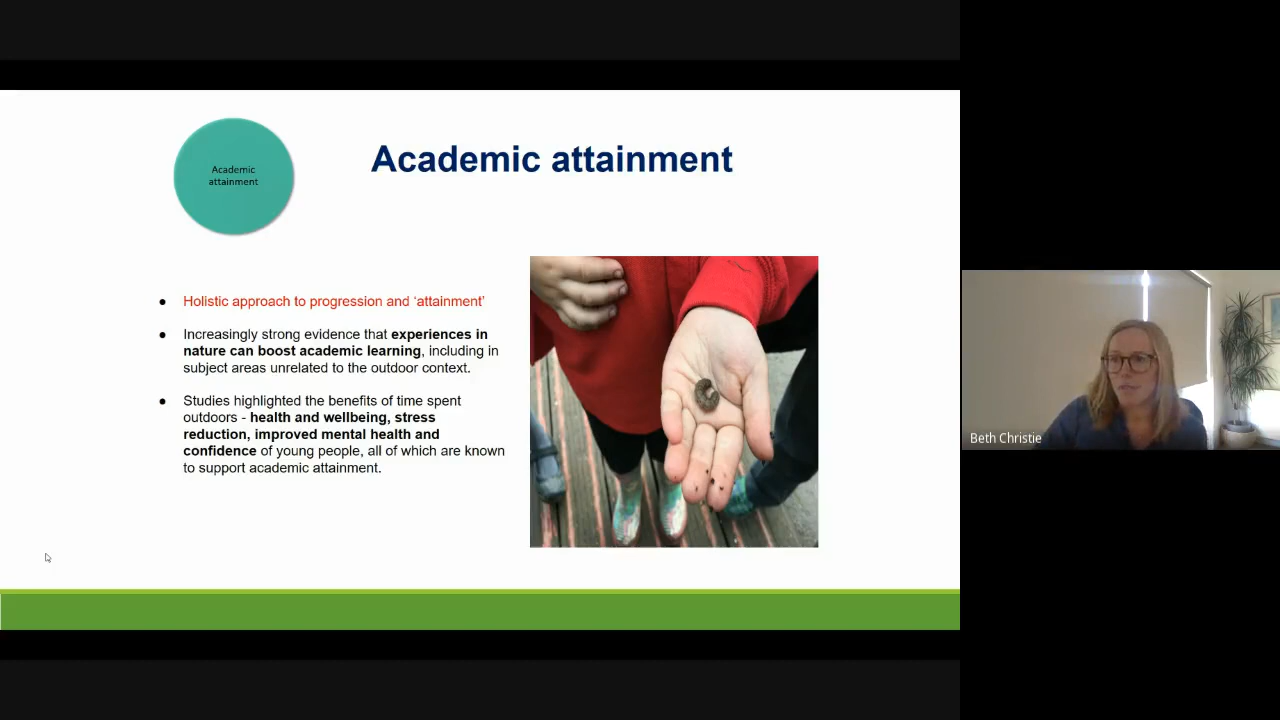 Academic
attainment
Academic attainment
● Holistic approach to progression and ‘attainment’
● Increasingly strong evidence that experiences in
nature can boost academic learning, including in
subject areas unrelated to the outdoor context.
● Studies highlighted the benefits of time spent
outdoors - health and wellbeing, stress
reduction, improved mental health and
confidence of young people, all of which are known
to support academic attainment.
Beth Christie